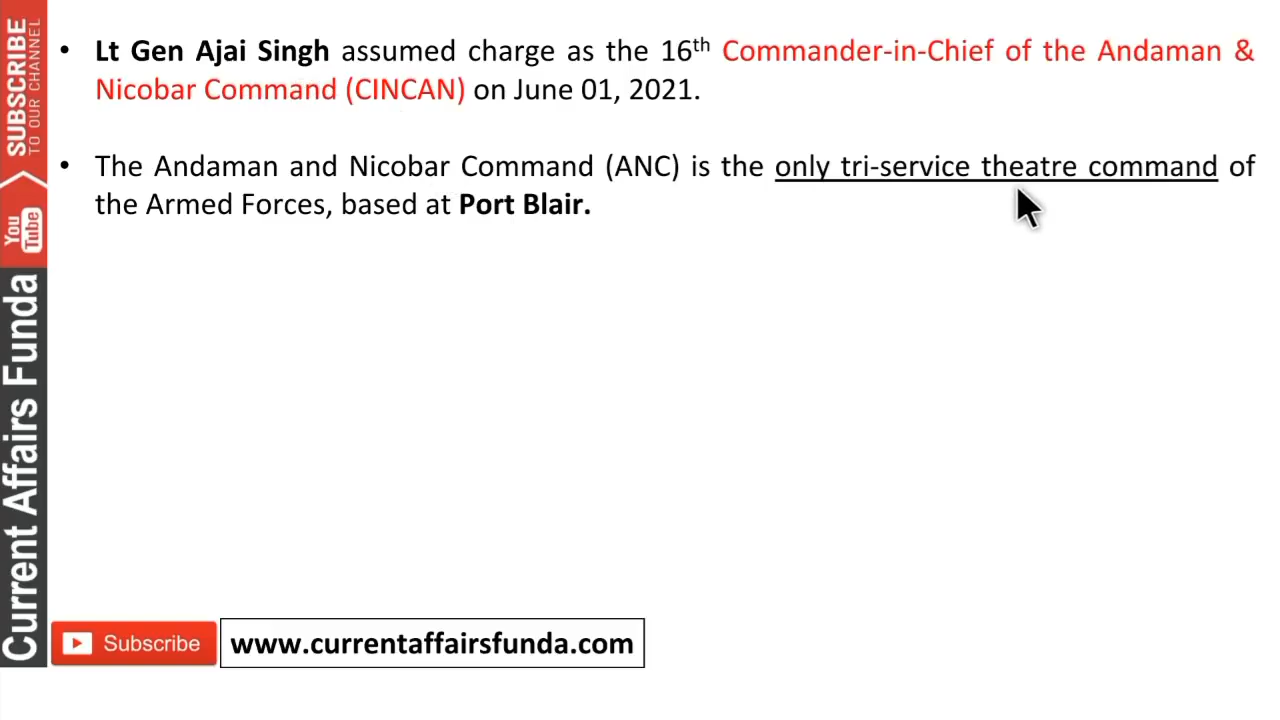 • Lt Gen Ajai Singh assumed charge as the 16th Commander-in-Chief of the Andaman &
Nicobar Command (CINCAN) on June 01, 2021.
• The Andaman and Nicobar Command (ANC) is the only tri-service theatre command of
the Armed Forces, based at Port Blair.
SUBSCRIBE
TO OUR CHANNEL
You
Tube
Current Affairs Funda
Subscribe
www.currentaffairsfunda.com